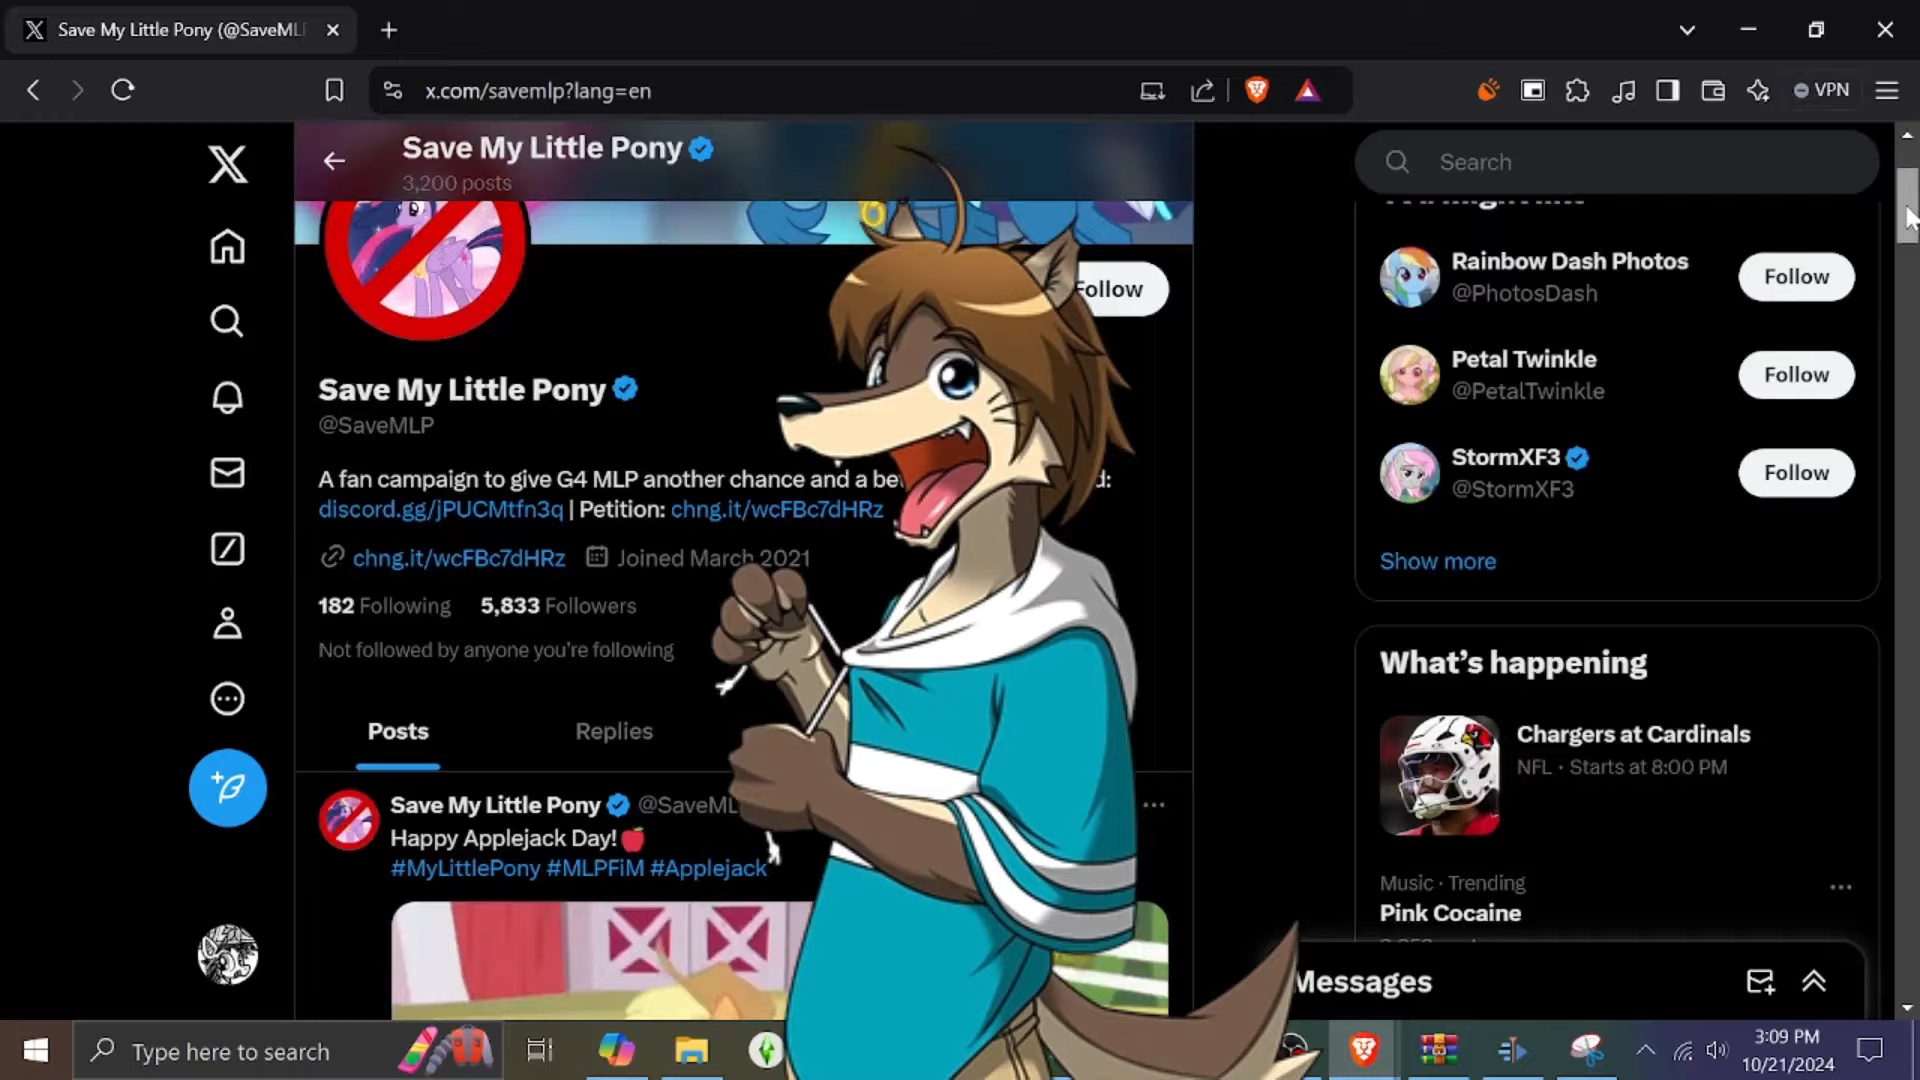 Save My Little Pony (@SaveML
x.com/savemlp?lang=en
VPN
Save My Little Pony
3,200 posts
Follow
Save My Little Pony
@SaveMLP
A fan campaign to give G4 MLP another chance and a be d:
discord.gg/jPUCMtfn3q | Petition: chng.it/wcFBc7dHRz
chng.it/wcFBc7dHRz Joined March 2021
182 Following 5,833 Followers
Not followed by anyone you're following
Posts Replies
Save My Little Pony @SaveML
Happy Applejack Day!
#MyLittlePony #MLPFiM #Applejack
Search
Rainbow Dash Photos
@PhotosDash
Follow
Petal Twinkle
@PetalTwinkle
Follow
StormXF3
@StormXF3
Follow
Show more
What's happening
Chargers at Cardinals
NFL · Starts at 8:00 PM
Music · Trending
Pink Cocaine
Messages
Type here to search
3:09 PM
10/21/2024